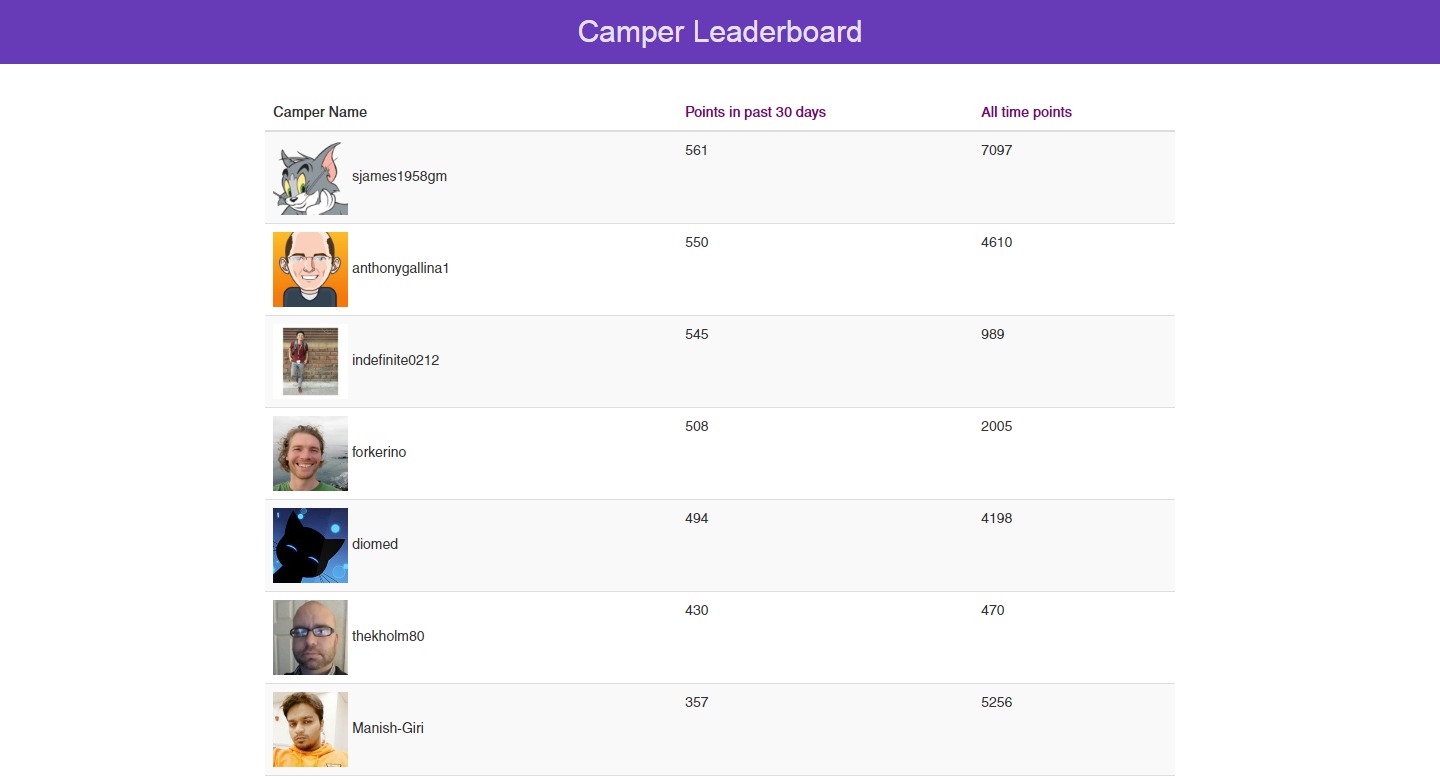 Camper Leaderboard
Camper Name Points in past 30 days All time points
sjames1958gm 561 7097
anthonygallina1 550 4610
indefinite0212 545 989
forkerino 508 2005
diomed 494 4198
thekholm80 430 470
Manish-Giri 357 5256